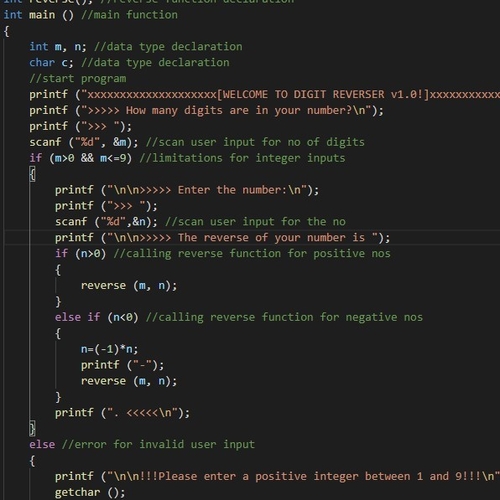 int reverse(); //reverse function declaration
int main () //main function
{
int m, n; //data type declaration
char c; //data type declaration
//start program
printf ("xxxxxxxxxxxxxxxxxxxx[WELCOME TO DIGIT REVERSER v1.0!]xxxxxxxxxxx
printf (">>>>> How many digits are in your number?\n");
printf (">>> ");
scanf ("%d", &m); //scan user input for no of digits
if (m>0 && m<=9) //limitations for integer inputs
{
printf ("\n\n>>>>> Enter the number:\n");
printf (">>> ");
scanf ("%d",&n); //scan user input for the no
printf ("\n\n>>>>> The reverse of your number is ");
if (n>0) //calling reverse function for positive nos
{
reverse (m, n);
}
else if (n<0) //calling reverse function for negative nos
{
n=(-1)*n;
printf ("-");
reverse (m, n);
}
printf (". <<<<<\n");
}
else //error for invalid user input
{
printf ("\n\n!!!Please enter a positive integer between 1 and 9!!!\n"
getchar ();